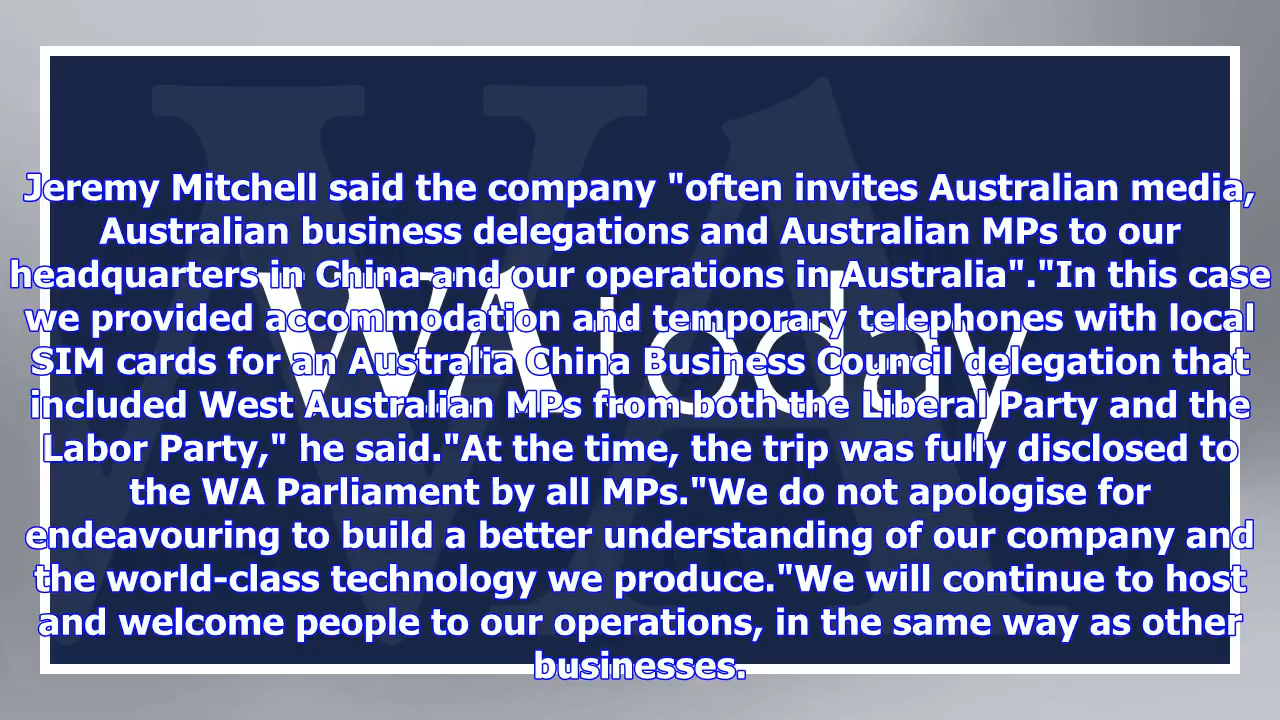 Jeremy Mitchell said the company "often invites Australian media,
Australian business delegations and Australian MPs to our
headquarters in China and our operations in Australia"."In this case
we provided accommodation and temporary telephones with local
SIM cards for an Australia China Business Council delegation that
included West Australian MPs from both the Liberal Party and the
Labor Party," he said."At the time, the trip was fully disclosed to
the WA Parliament by all MPs."We do not apologise for
endeavouring to build a better understanding of our company and
the world-class technology we produce."We will continue to host
and welcome people to our operations, in the same way as other
businesses.
WAtoday
WA